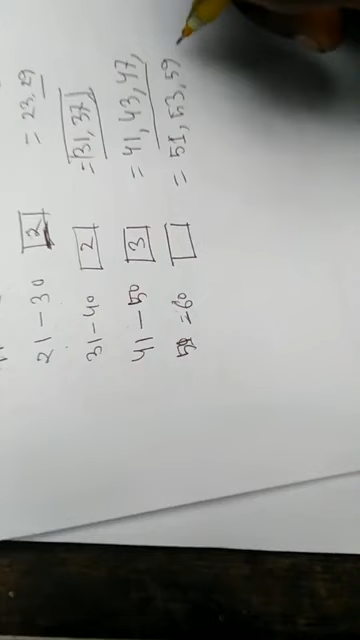 21 – 30 2 = 23, 29
31 – 40 2 = 31, 37
41 – 50 3 = 41, 43, 47,
51 = 60 = 51, 53, 59